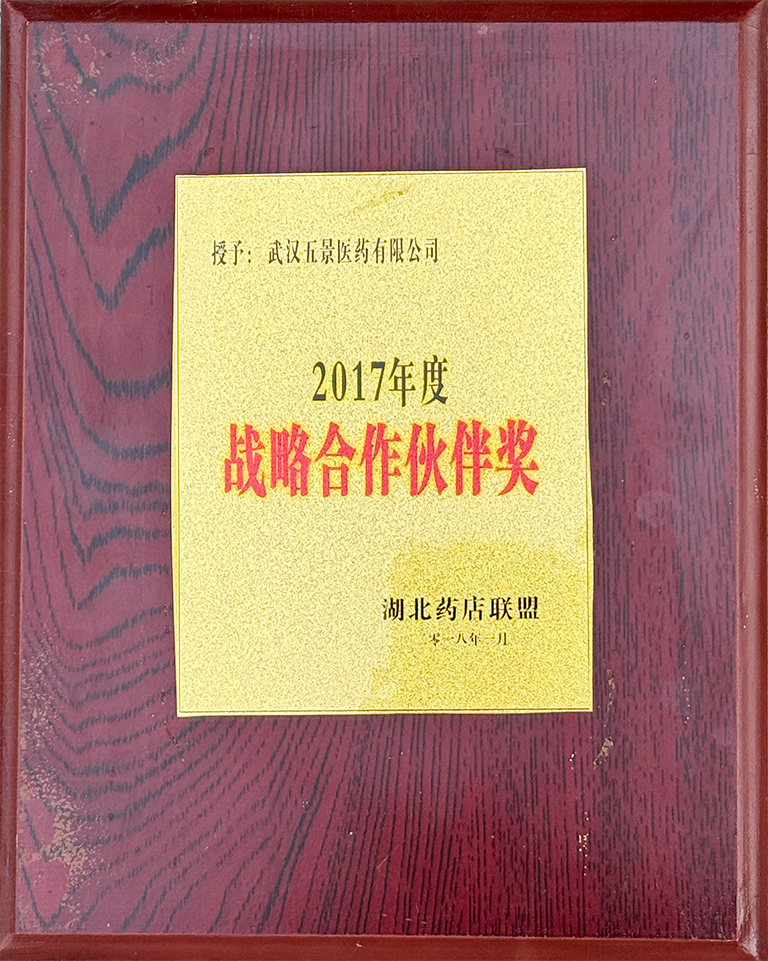 授予：武汉五景医药有限公司
2017年度
战略合作伙伴奖
湖北药店联盟
二零一八年一月